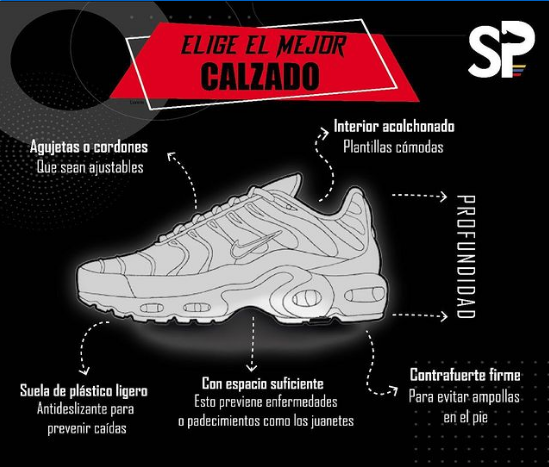 ELIGE EL MEJOR
CALZADO
SP
Agujetas o cordones
Que sean ajustables
Interior acolchonado
Plantillas cómodas
PROFUNDIDAD
Suela de plástico ligero
Antideslizante para
prevenir caídas
Con espacio suficiente
Esto previene enfermedades
o padecimientos como los juanetes
Contrafuerte firme
Para evitar ampollas
en el pie